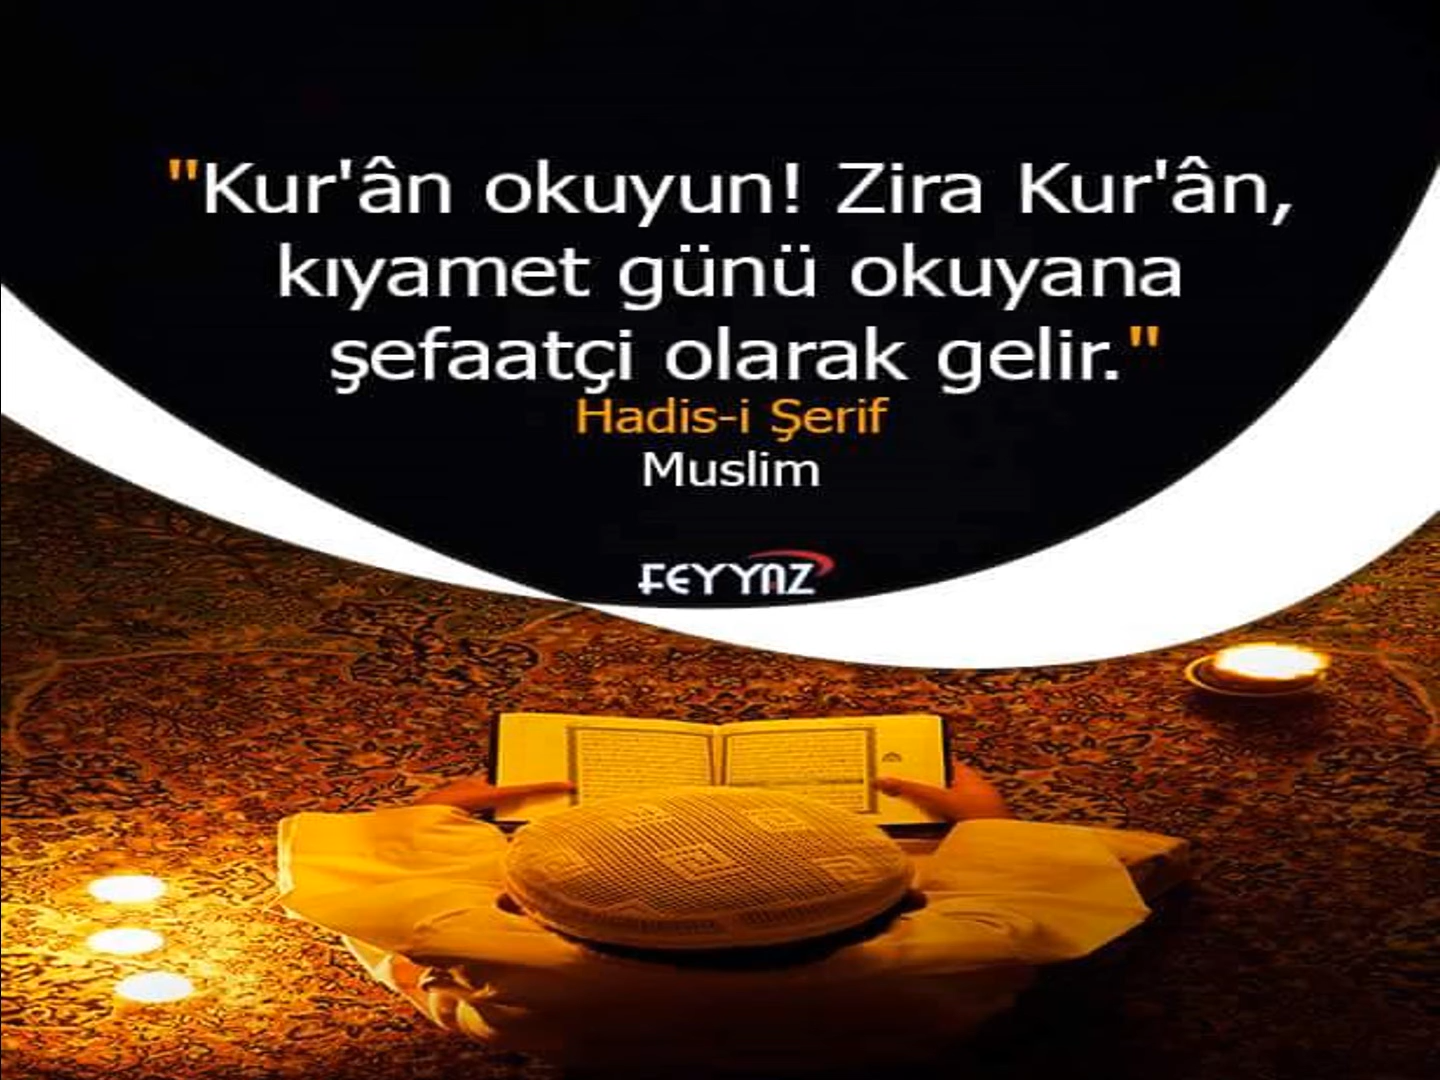 "Kur'ân okuyun! Zira Kur'ân,
kıyamet günü okuyana
şefaatçi olarak gelir."
Hadis-i Şerif
Muslim
FEYYAZ